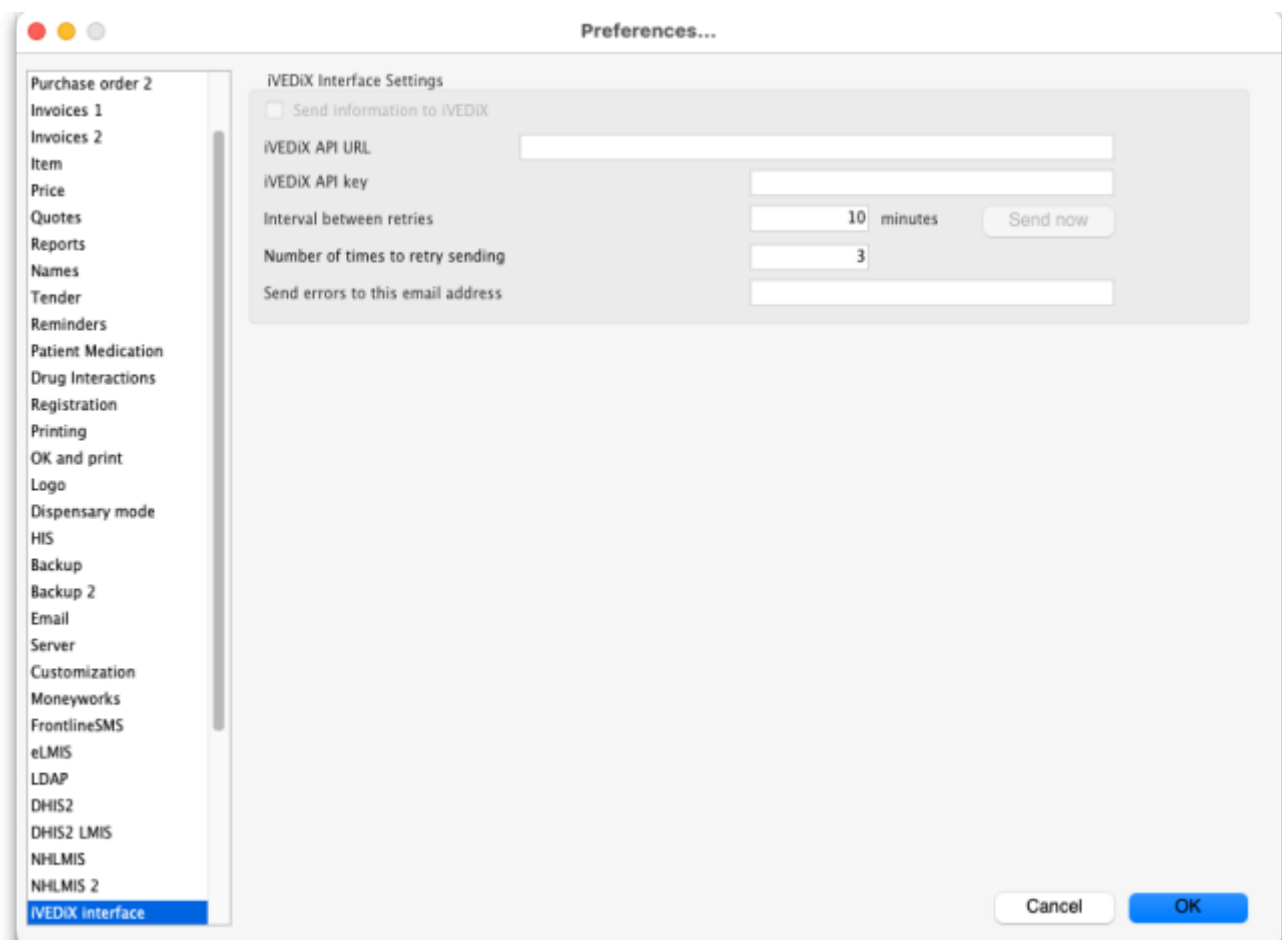 Preferences...
Purchase order 2
Invoices 1
Invoices 2
Item
Price
Quotes
Reports
Names
Tender
Reminders
Patient Medication
Drug Interactions
Registration
Printing
OK and print
Logo
Dispensary mode
HIS
Backup
Backup 2
Email
Server
Customization
Moneyworks
FrontlineSMS
eLMIS
LDAP
DHIS2
DHIS2 LMIS
NHLMIS
NHLMIS 2
iVEDiX interface
iVEDiX Interface Settings
Send information to iVEDiX
iVEDiX API URL
iVEDiX API key
Interval between retries 10 minutes Send now
Number of times to retry sending 3
Send errors to this email address
Cancel OK